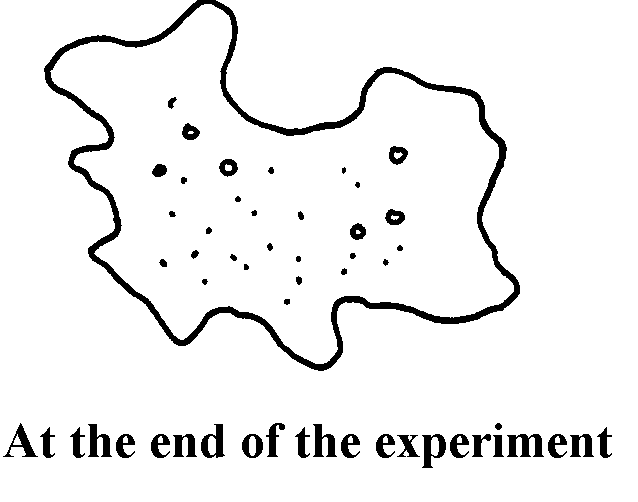 At the end of the experiment